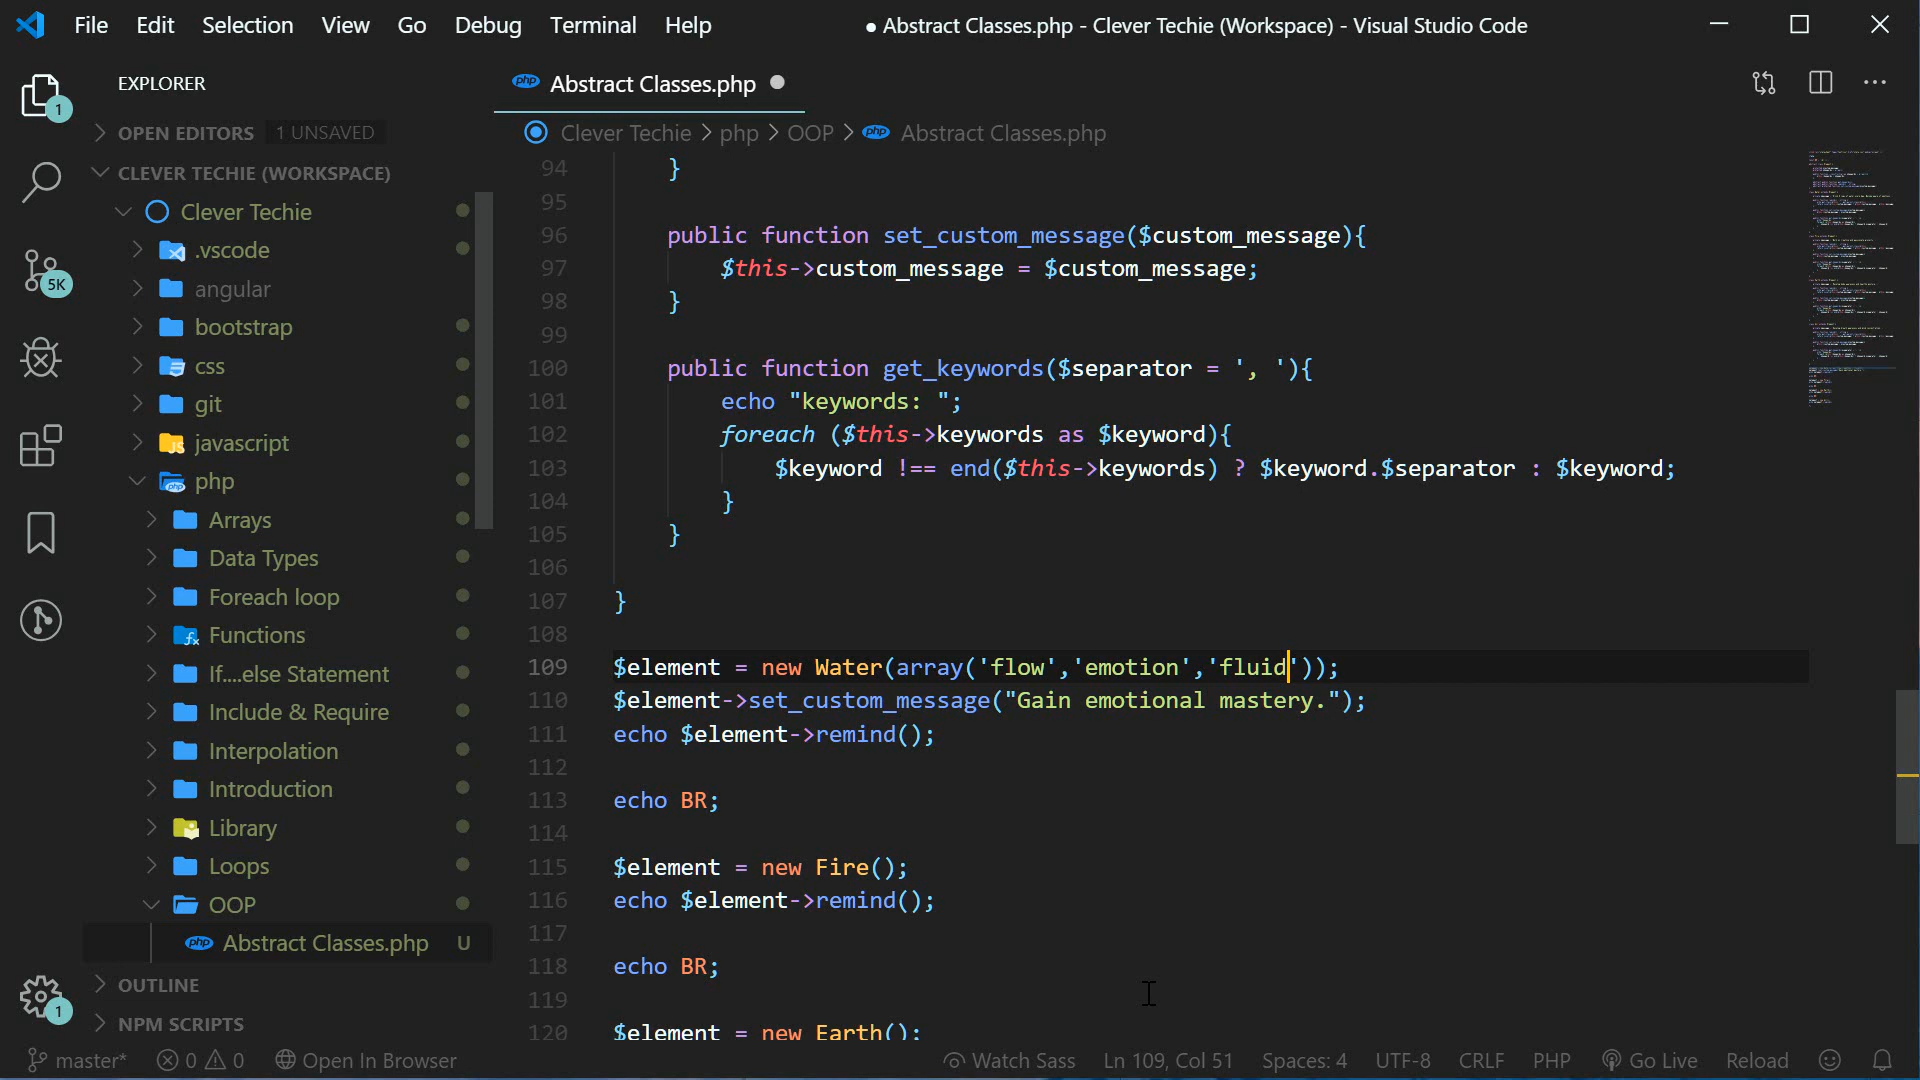 File Edit Selection View Go Debug Terminal Help
● Abstract Classes.php - Clever Techie (Workspace) - Visual Studio Code
EXPLORER
1
OPEN EDITORS 1 UNSAVED
CLEVER TECHIE (WORKSPACE)
Clever Techie
.vscode
5K
angular
bootstrap
css
git
javascript
php
Arrays
Data Types
Foreach loop
Functions
If....else Statement
Include & Require
Interpolation
Introduction
Library
Loops
OOP
php Abstract Classes.php U
OUTLINE
1
NPM SCRIPTS
php Abstract Classes.php
Clever Techie > php > OOP > php Abstract Classes.php
94 }
95
96 public function set_custom_message($custom_message){
97 $this->custom_message = $custom_message;
98 }
99
100 public function get_keywords($separator = ', '){
101 echo "keywords: ";
102 foreach ($this->keywords as $keyword){
103 $keyword !== end($this->keywords) ? $keyword.$separator : $keyword;
104 }
105 }
106
107 }
108
109 $element = new Water(array('flow','emotion','fluid'));
110 $element->set_custom_message("Gain emotional mastery.");
111 echo $element->remind();
112
113 echo BR;
114
115 $element = new Fire();
116 echo $element->remind();
117
118 echo BR;
119
120 $element = new Earth();
master* 0 0 Open In Browser Watch Sass Ln 109, Col 51 Spaces: 4 UTF-8 CRLF PHP Go Live Reload